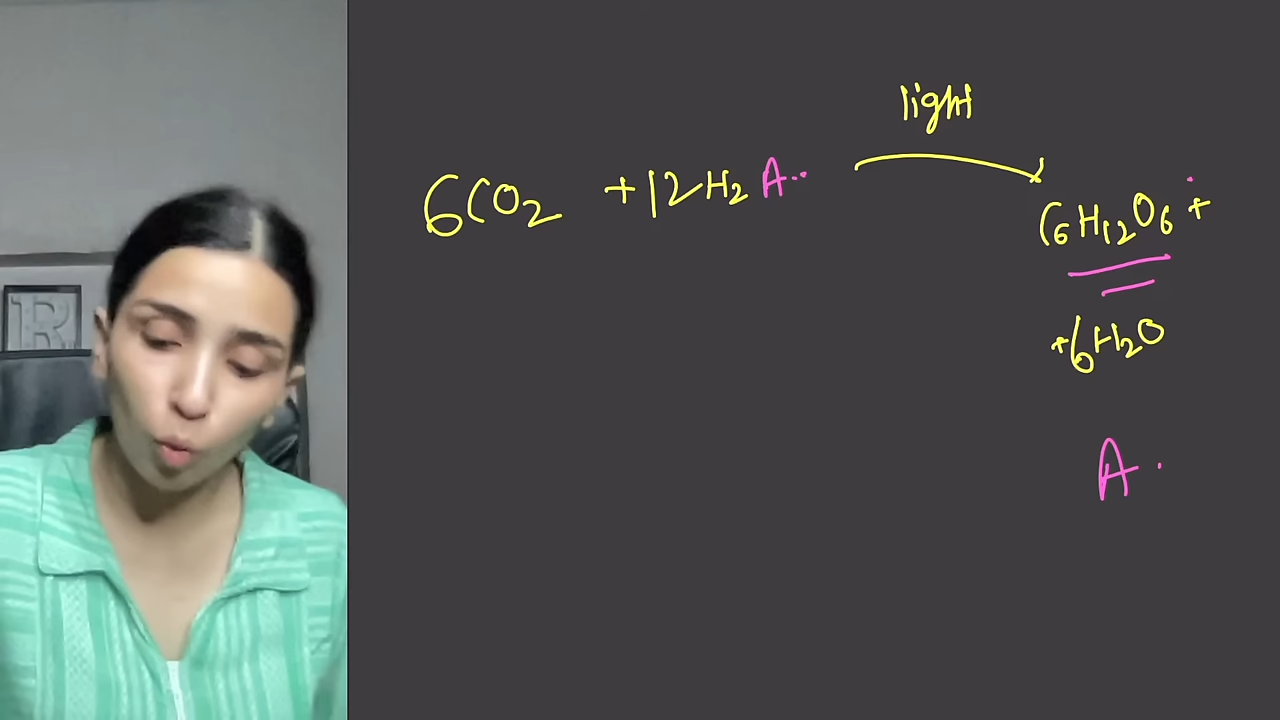 light
6CO2 +12H2A..
C6H12O6 +
+6H2O
A.
R